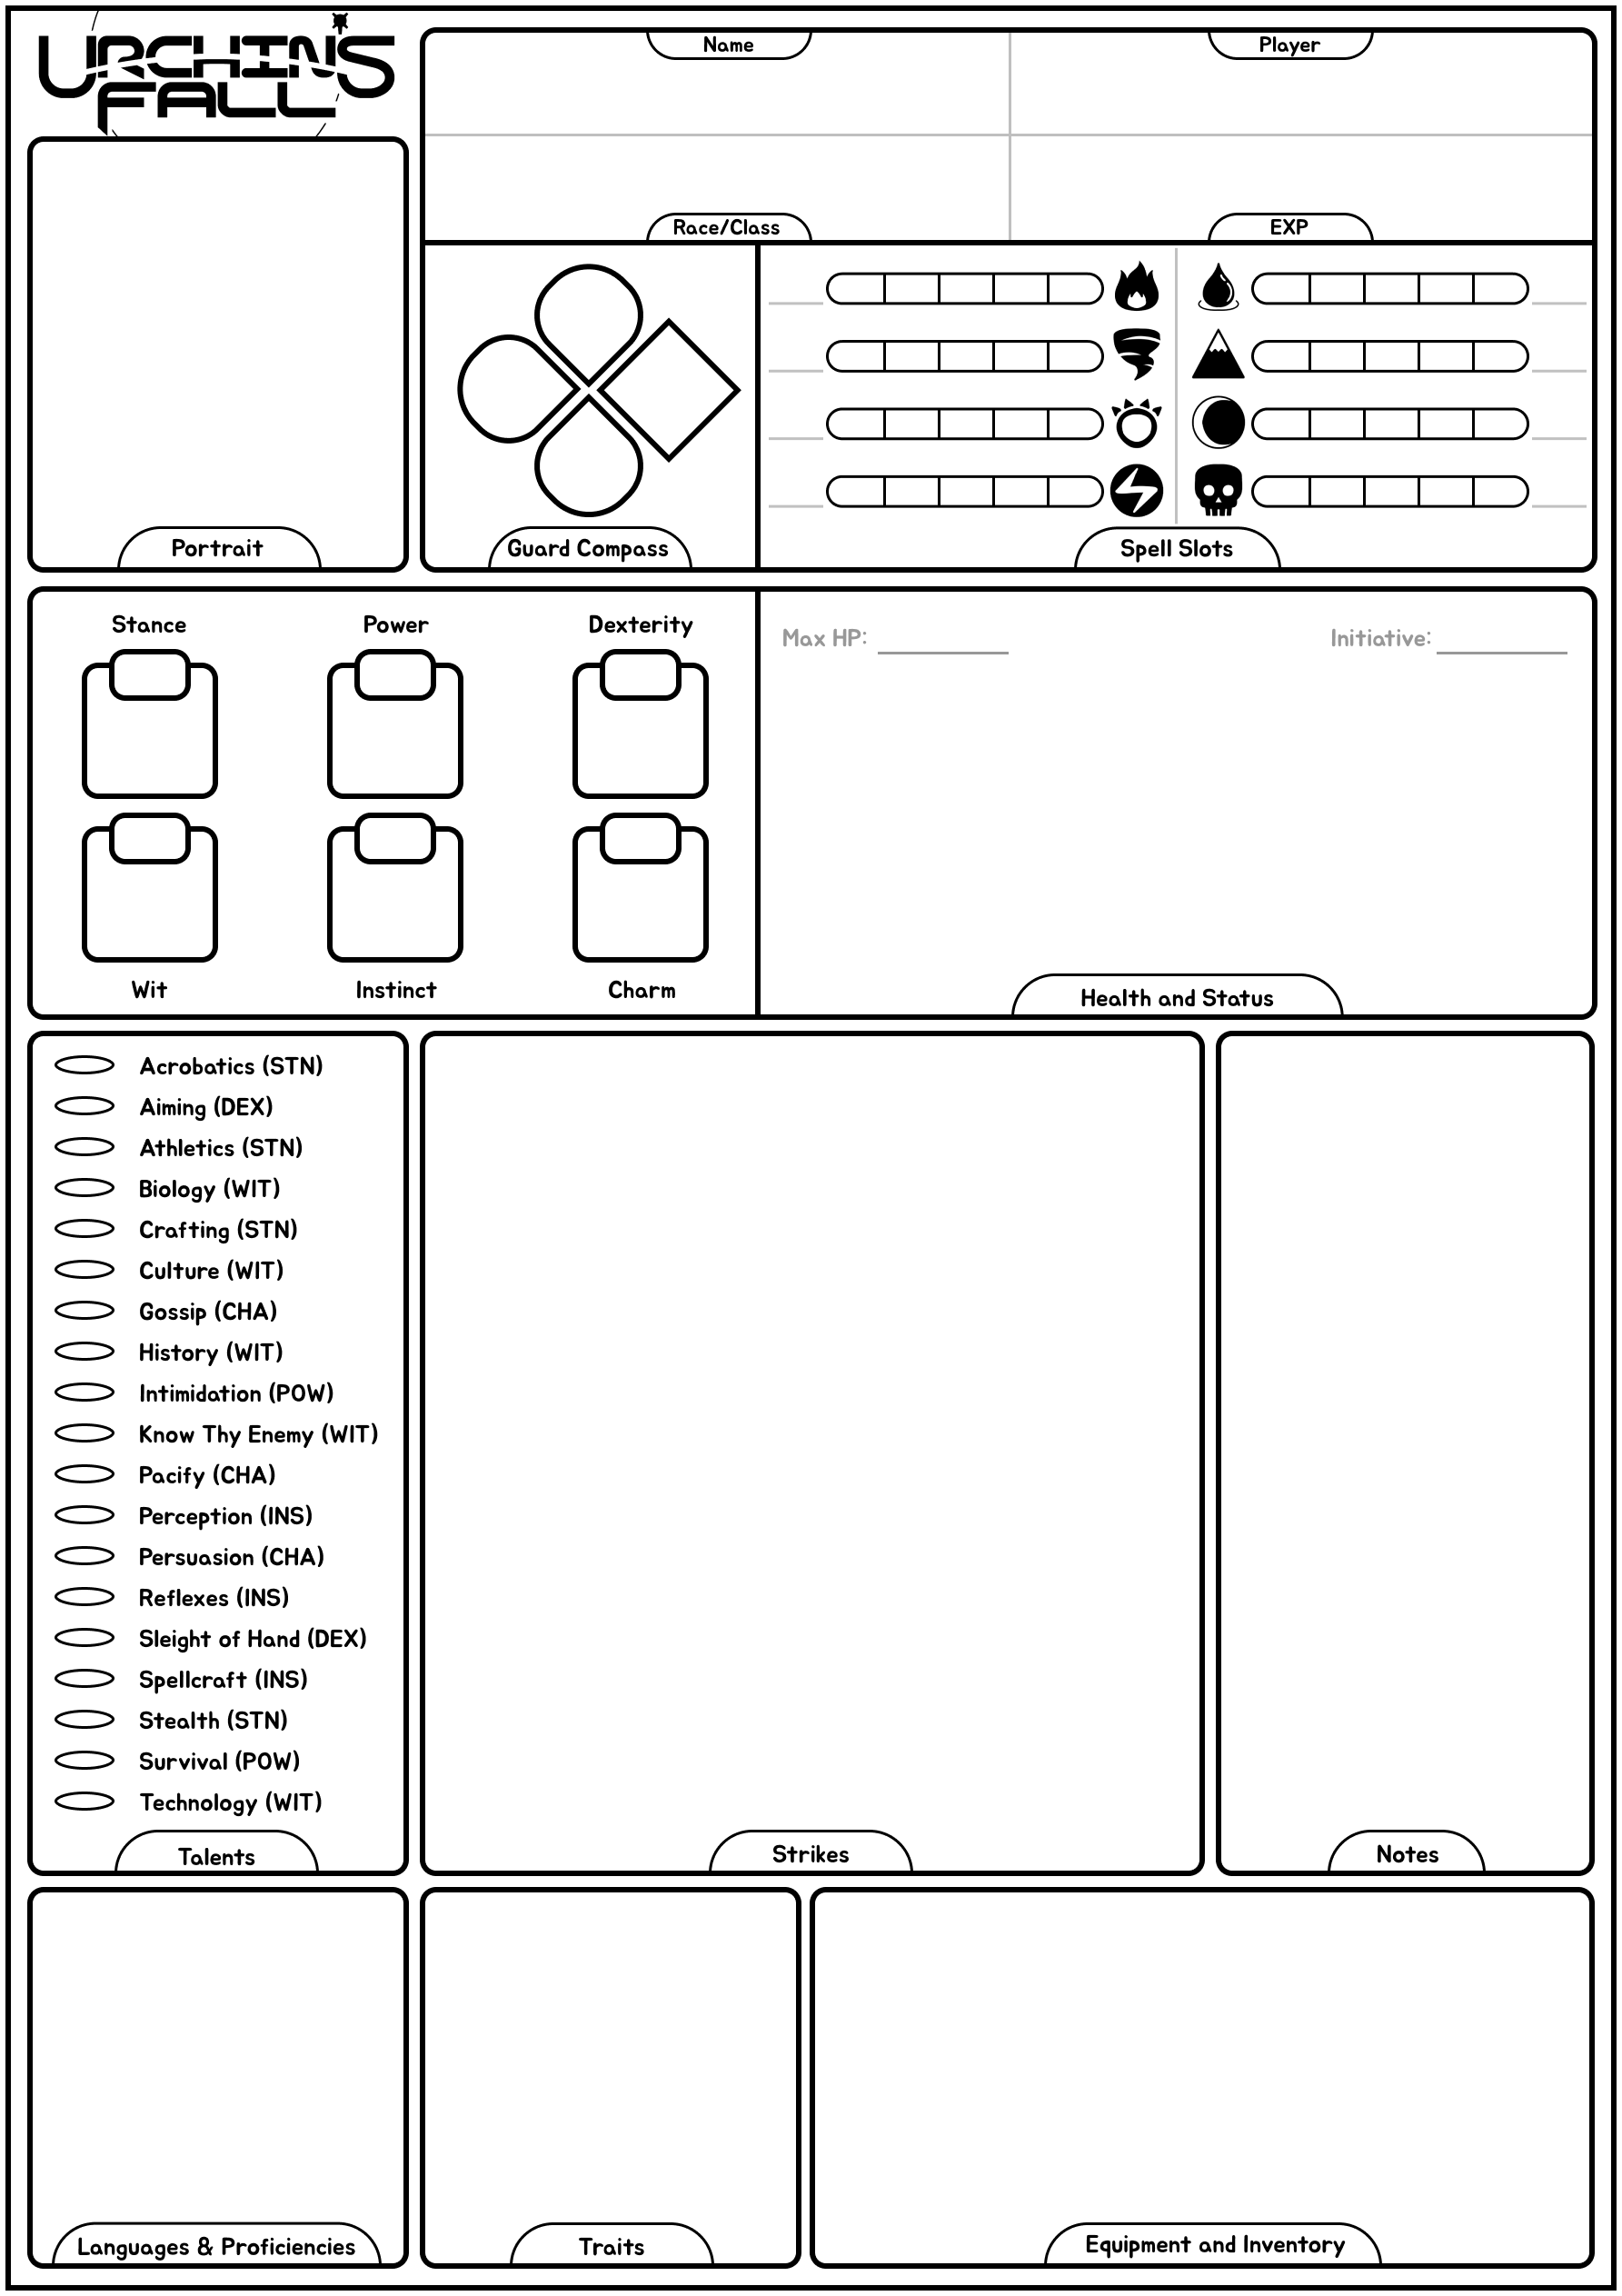 URCHIN'S
FALL
Name
Player
Race/Class
EXP
Portrait
Guard Compass
Spell Slots
Stance
Power
Dexterity
Wit
Instinct
Charm
Max HP:
Initiative:
Health and Status
Acrobatics (STN)
Aiming (DEX)
Athletics (STN)
Biology (WIT)
Crafting (STN)
Culture (WIT)
Gossip (CHA)
History (WIT)
Intimidation (POW)
Know Thy Enemy (WIT)
Pacify (CHA)
Perception (INS)
Persuasion (CHA)
Reflexes (INS)
Sleight of Hand (DEX)
Spellcraft (INS)
Stealth (STN)
Survival (POW)
Technology (WIT)
Talents
Strikes
Notes
Languages & Proficiencies
Traits
Equipment and Inventory